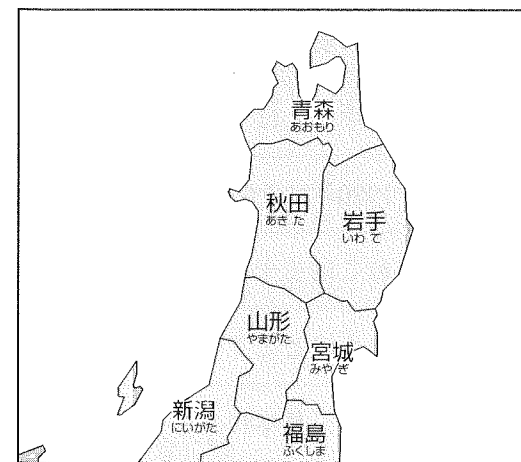 青森
あおもり
秋田
あきた
岩手
いわて
山形
やまがた
宮城
みやぎ
新潟
にいがた
福島
ふくしま